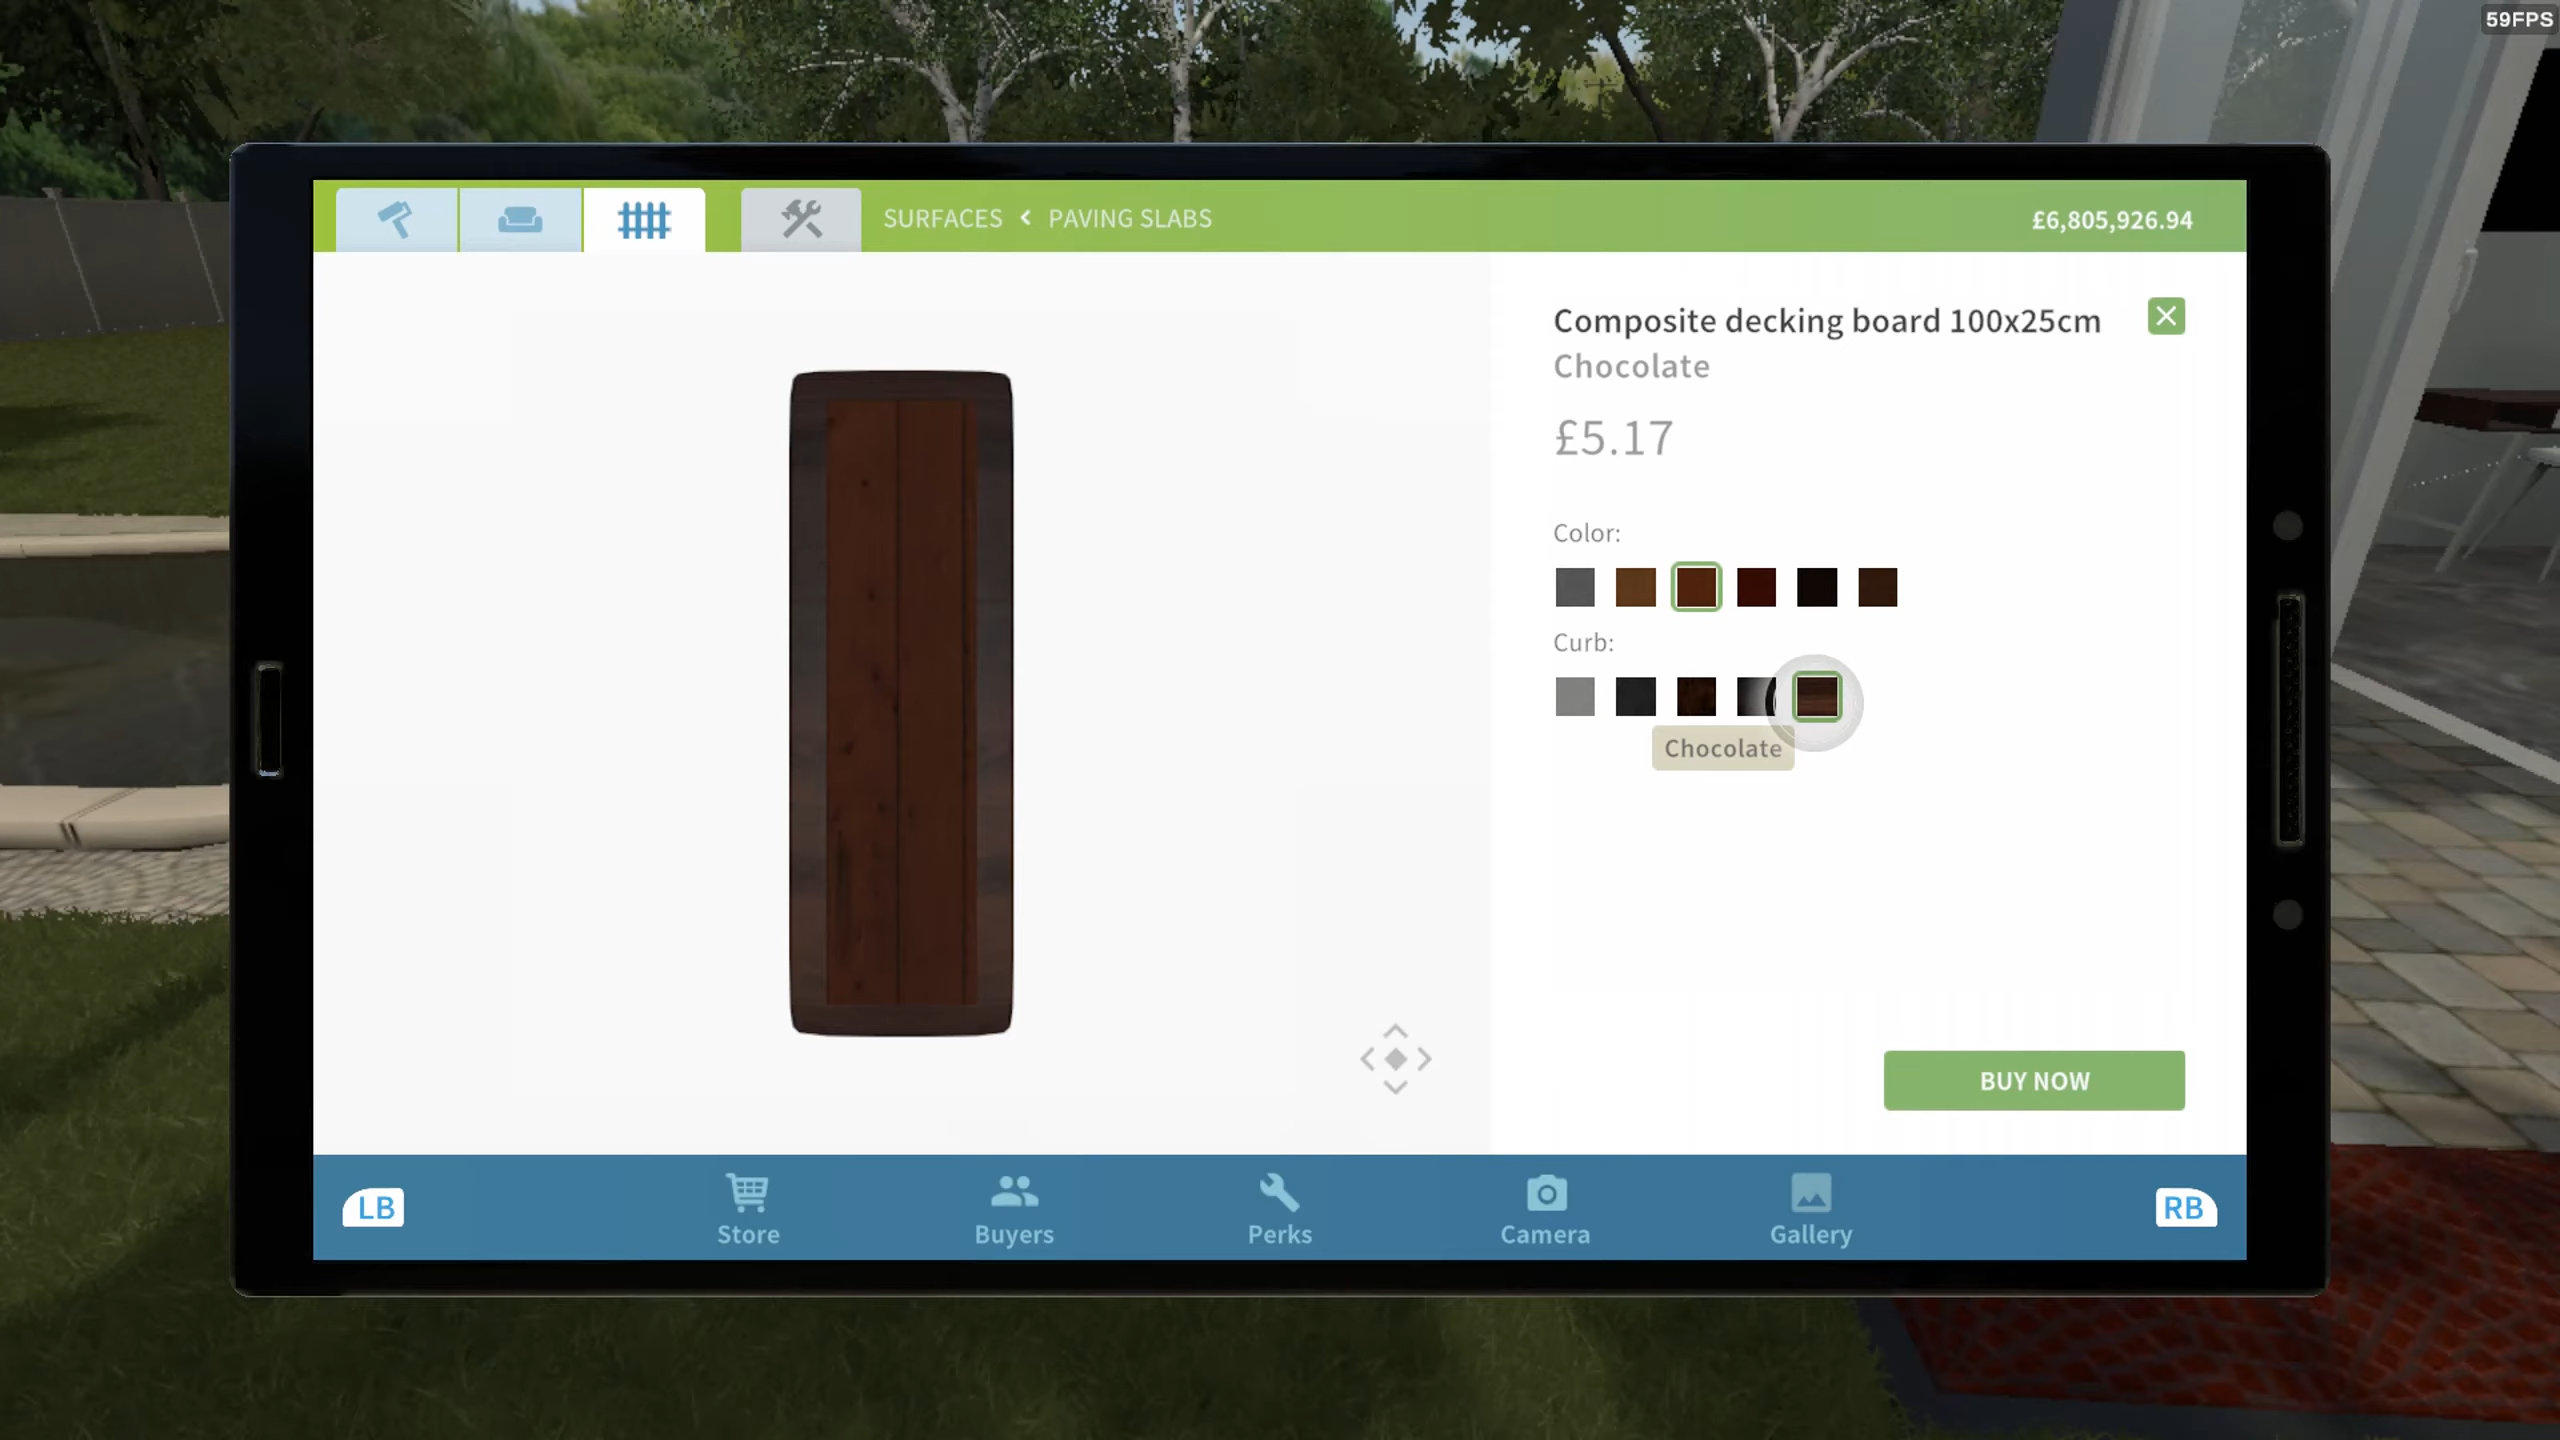 59FPS
SURFACES < PAVING SLABS
£6,805,926.94
Composite decking board 100x25cm
Chocolate
£5.17
Color:
Curb:
Chocolate
BUY NOW
LB
Store
Buyers
Perks
Camera
Gallery
RB